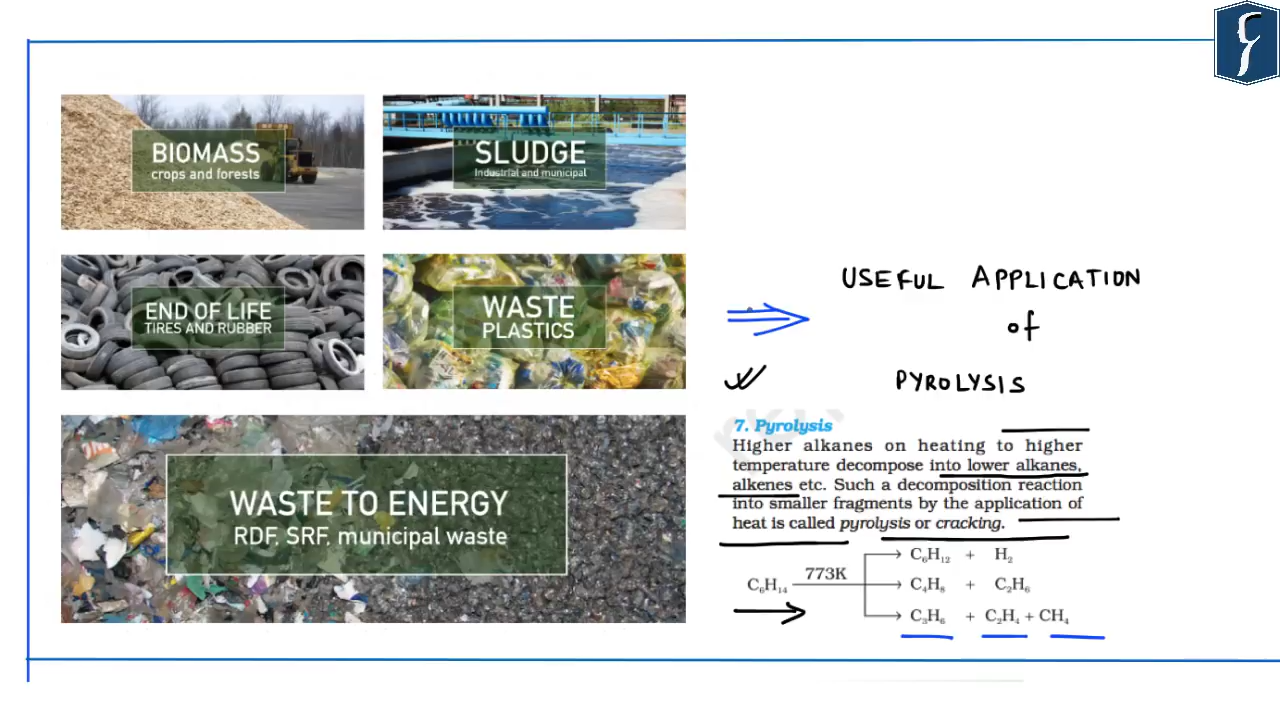 BIOMASS
crops and forests
SLUDGE
Industrial and municipal
END OF LIFE
TIRES AND RUBBER
WASTE
PLASTICS
WASTE TO ENERGY
RDF, SRF, municipal waste
USEFUL APPLICATION
of
PYROLYSIS
7. Pyrolysis
Higher alkanes on heating to higher
temperature decompose into lower alkanes,
alkenes etc. Such a decomposition reaction
into smaller fragments by the application of
heat is called pyrolysis or cracking.
C₆H₁₂ + H₂
C₆H₁₄ 773K C₄H₈ + C₂H₆
C₃H₆ + C₂H₄ + CH₄